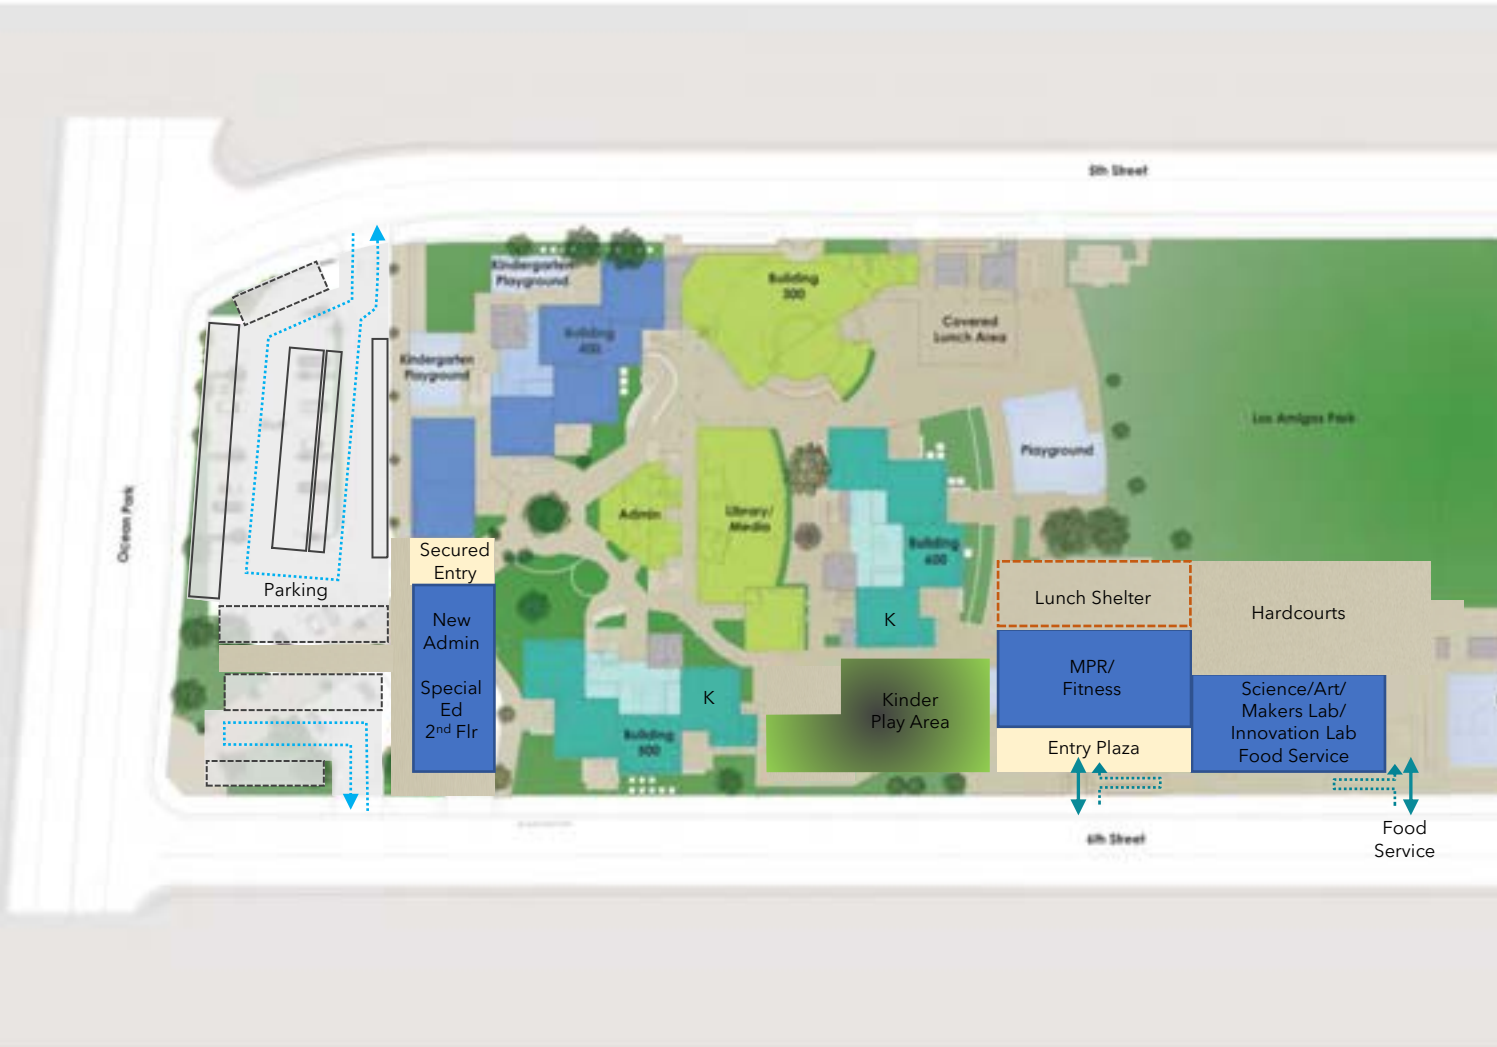 5th Street
Kindergarten
Playground
Building
300
Building
400
Covered
Lunch Area
Kindergarten
Playground
Los Amigos Park
Playground
Ocean Park
Admin
Library/
Media
Building
600
Secured
Entry
Parking
New
Admin
Special
Ed
2nd Flr
K
Lunch Shelter
Hardcourts
MPR/
Fitness
K
Kinder
Play Area
Science/Art/
Makers Lab/
Innovation Lab
Food Service
Building
500
Entry Plaza
6th Street
Food
Service